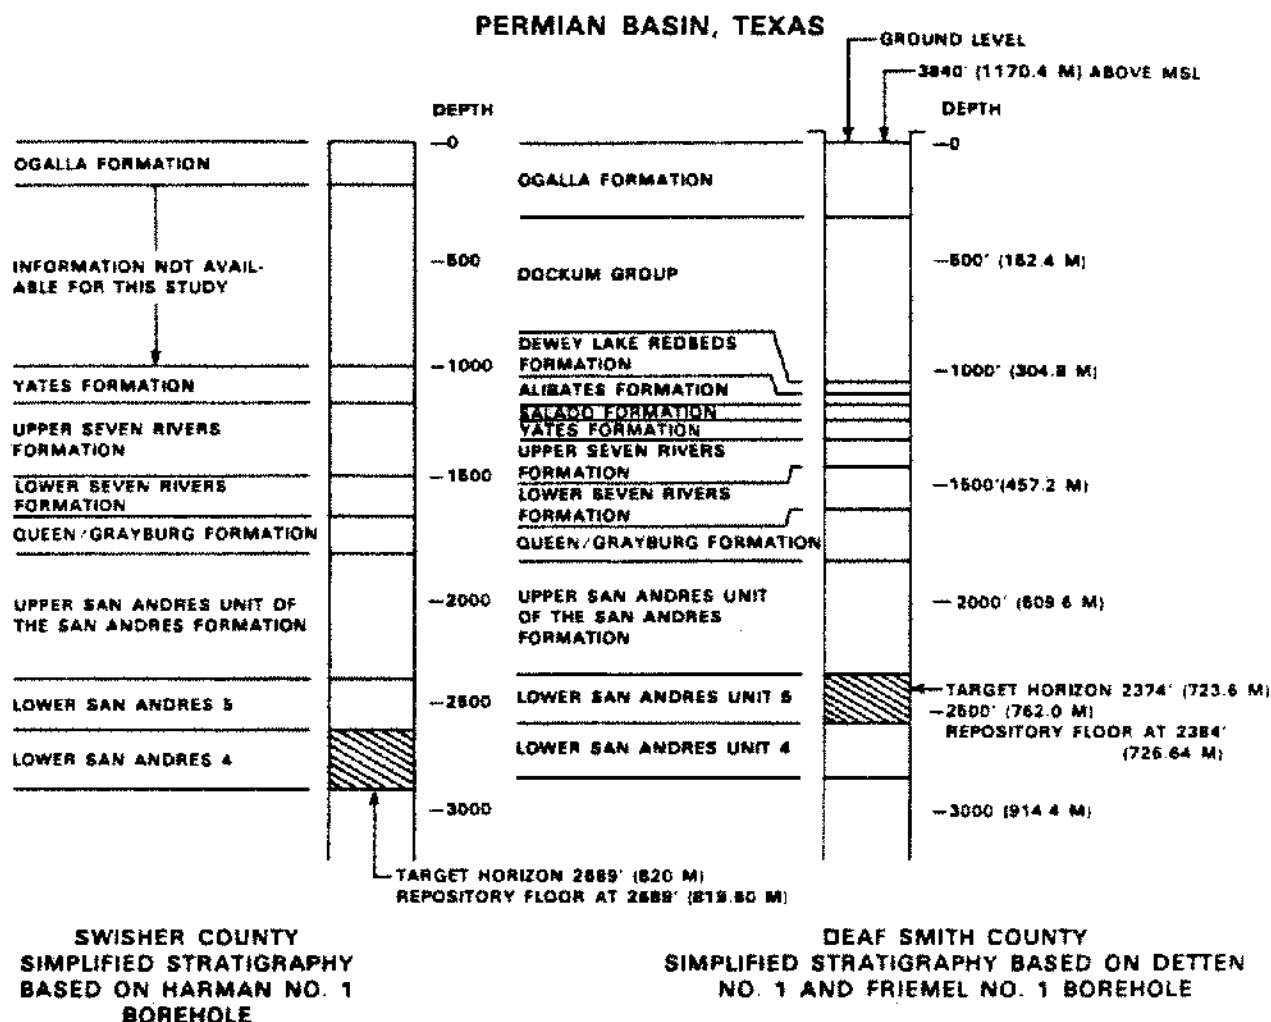 PERMIAN BASIN, TEXAS
GROUND LEVEL
3840' (1170.4 M) ABOVE MSL
DEPTH
—0
OGALLA FORMATION
INFORMATION NOT AVAIL-
ABLE FOR THIS STUDY
—500
—1000
YATES FORMATION
UPPER SEVEN RIVERS
FORMATION
—1500
LOWER SEVEN RIVERS
FORMATION
QUEEN/GRAYBURG FORMATION
UPPER SAN ANDRES UNIT OF
THE SAN ANDRES FORMATION
—2000
LOWER SAN ANDRES 5
—2500
LOWER SAN ANDRES 4
—3000
TARGET HORIZON 2689' (820 M)
REPOSITORY FLOOR AT 2689' (819.60 M)
SWISHER COUNTY
SIMPLIFIED STRATIGRAPHY
BASED ON HARMAN NO. 1
BOREHOLE
DEPTH
—0
OGALLA FORMATION
—500' (152.4 M)
DOCKUM GROUP
DEWEY LAKE REDBEDS
FORMATION
—1000' (304.8 M)
ALIBATES FORMATION
SALADO FORMATION
YATES FORMATION
UPPER SEVEN RIVERS
FORMATION
—1500'(457.2 M)
LOWER SEVEN RIVERS
FORMATION
QUEEN/GRAYBURG FORMATION
UPPER SAN ANDRES UNIT
OF THE SAN ANDRES
FORMATION
—2000' (609.6 M)
LOWER SAN ANDRES UNIT 5
TARGET HORIZON 2374' (723.6 M)
—2500' (762.0 M)
REPOSITORY FLOOR AT 2384'
(726.64 M)
LOWER SAN ANDRES UNIT 4
—3000 (914.4 M)
DEAF SMITH COUNTY
SIMPLIFIED STRATIGRAPHY BASED ON DETTEN
NO. 1 AND FRIEMEL NO. 1 BOREHOLE